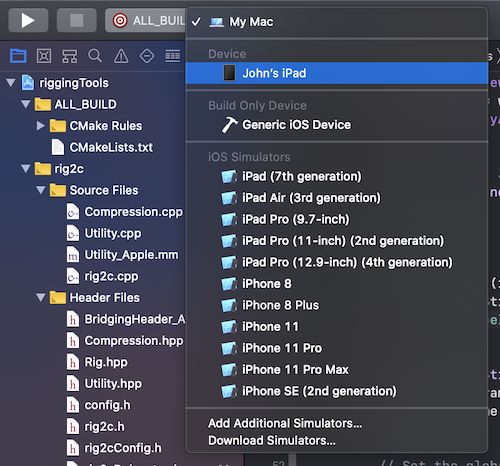 ALL_BUILD
My Mac
Device
John's iPad
Build Only Device
Generic iOS Device
iOS Simulators
iPad (7th generation)
iPad Air (3rd generation)
iPad Pro (9.7-inch)
iPad Pro (11-inch) (2nd generation)
iPad Pro (12.9-inch) (4th generation)
iPhone 8
iPhone 8 Plus
iPhone 11
iPhone 11 Pro
iPhone 11 Pro Max
iPhone SE (2nd generation)
Add Additional Simulators...
Download Simulators...
riggingTools
ALL_BUILD
CMake Rules
CMakeLists.txt
rig2c
Source Files
Compression.cpp
Utility.cpp
Utility_Apple.mm
rig2c.cpp
Header Files
BridgingHeader_A
Compression.hpp
Rig.hpp
Utility.hpp
config.h
rig2c.h
rig2cConfig.h
52
// Set the glob